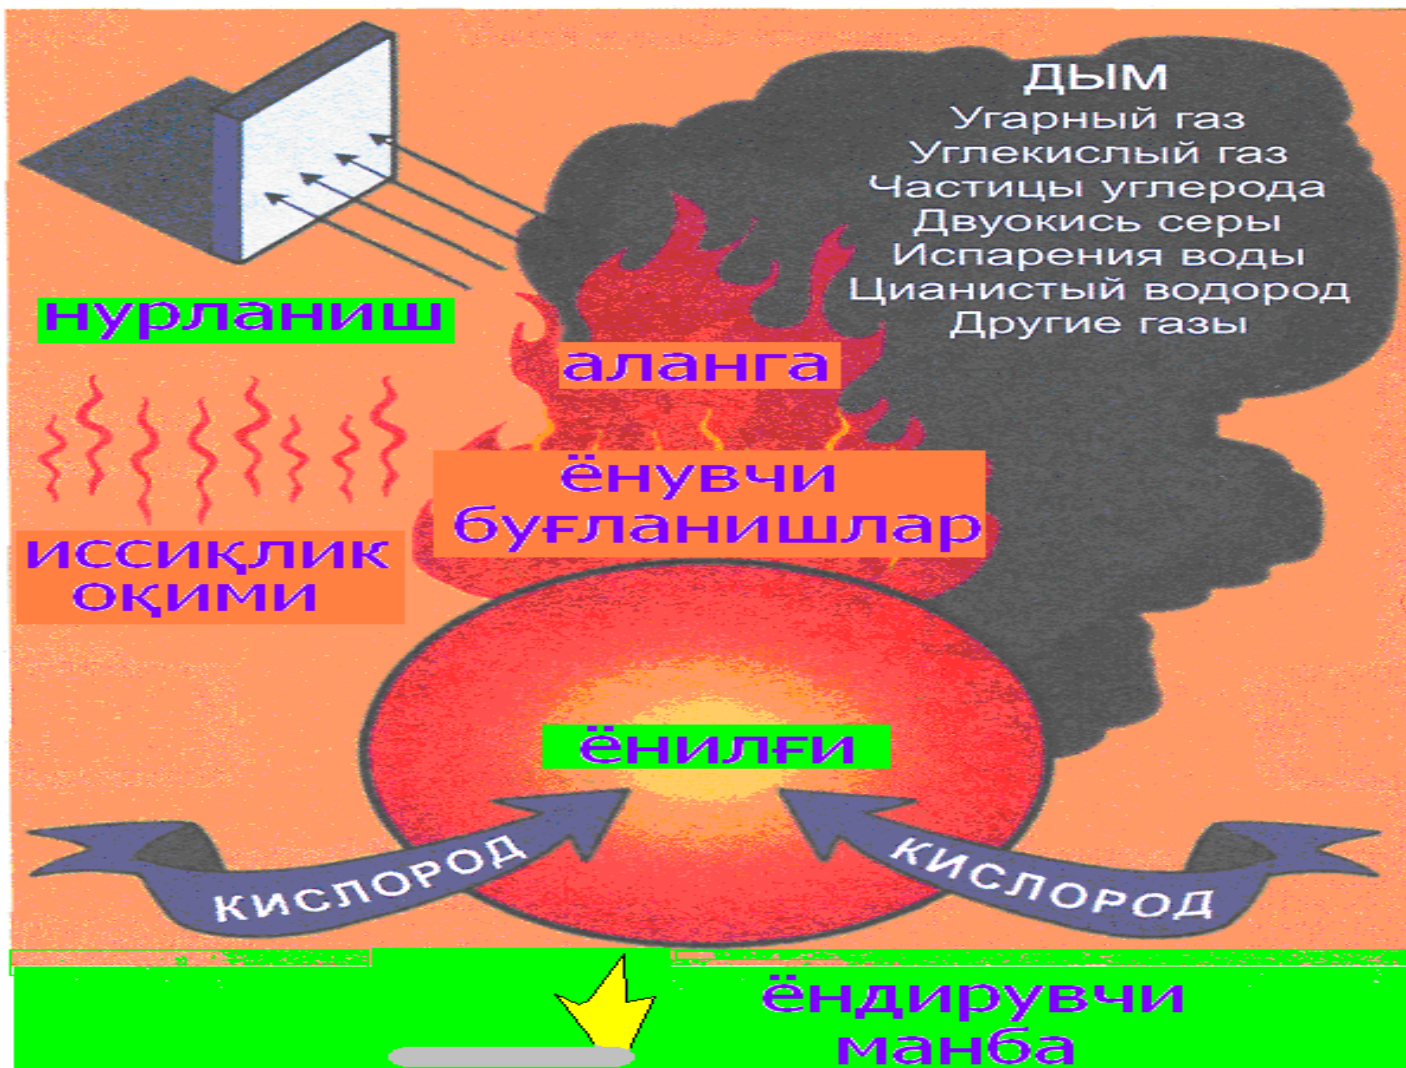 ДЫМ
Угарный газ
Углекислый газ
Частицы углерода
Двуокись серы
Испарения воды
Цианистый водород
Другие газы
нурланиш
аланга
ёнувчи
буғланишлар
иссиқлик
оқими
ёнилғи
КИСЛОРОД
КИСЛОРОД
ёндирувчи
манба